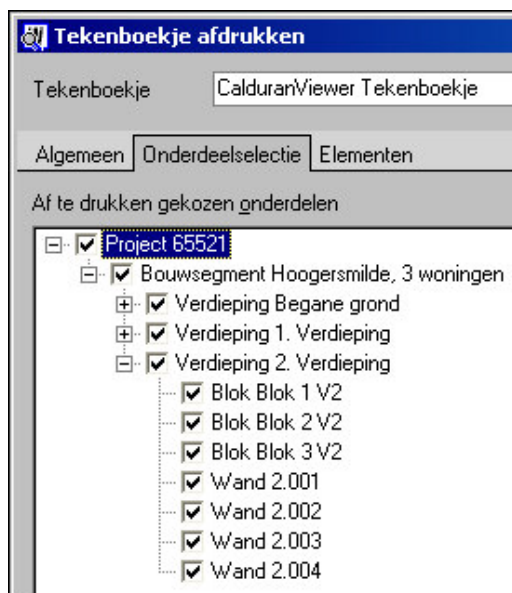 Tekenboekje afdrukken
Tekenboekje CalduranViewer Tekenboekje
Algemeen Onderdeelselectie Elementen
Af te drukken gekozen onderdelen
Project 65521
Bouwsegment Hoogersmilde, 3 woningen
Verdieping Begane grond
Verdieping 1. Verdieping
Verdieping 2. Verdieping
Blok Blok 1 V2
Blok Blok 2 V2
Blok Blok 3 V2
Wand 2.001
Wand 2.002
Wand 2.003
Wand 2.004